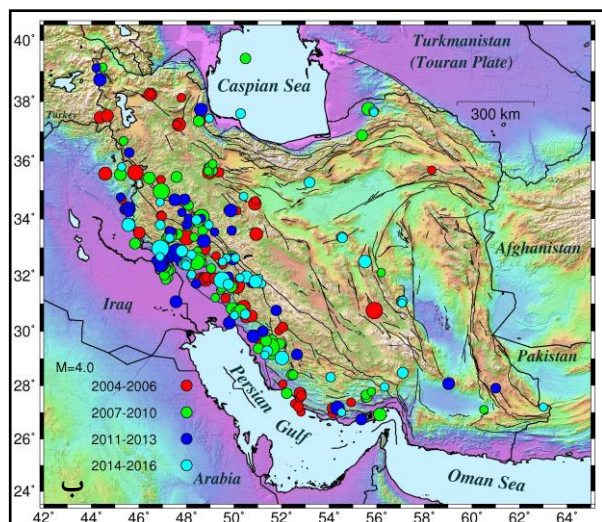 40
38
36
34
32
30
28
26
24
42 44 46 48 50 52 54 56 58 60 62 64
Turkmanistan
(Touran Plate)
Caspian Sea
300 km
Turkey
Afghanistan
Iraq
Pakistan
M=4.0
2004-2006
2007-2010
2011-2013
2014-2016
Persian Gulf
Arabia
Oman Sea
ب